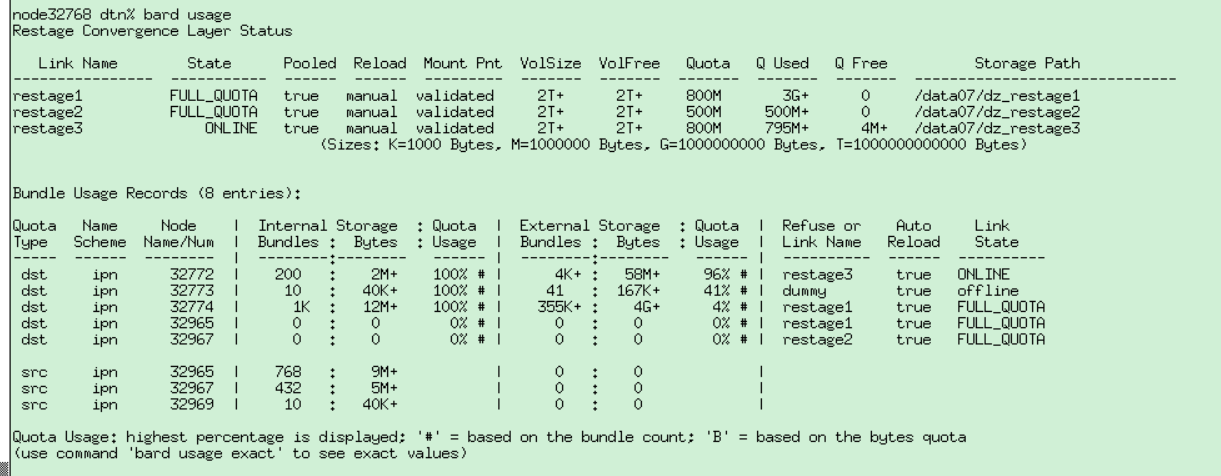 node32768 dtn% bard usage
Restage Convergence Layer Status
Link Name State Pooled Reload Mount Pnt VolSize VolFree Quota Q Used Q Free Storage Path
---------------- ----------- ------ ------- --------- ------- ------- ------- ------- ------- ------------------------------
restage1 FULL_QUOTA true manual validated 2T+ 2T+ 800M 3G+ 0 /data07/dz_restage1
restage2 FULL_QUOTA true manual validated 2T+ 2T+ 500M 500M+ 0 /data07/dz_restage2
restage3 ONLINE true manual validated 2T+ 2T+ 800M 795M+ 4M+ /data07/dz_restage3
(Sizes: K=1000 Bytes, M=1000000 Bytes, G=1000000000 Bytes, T=1000000000000 Bytes)
Bundle Usage Records (8 entries):
Quota Name Node | Internal Storage : Quota | External Storage : Quota | Refuse or Auto Link
Type Scheme Name/Num | Bundles : Bytes : Usage | Bundles : Bytes : Usage | Link Name Reload State
----- ------ -------- | ---------:-------- ------ | ---------:-------- ------ | --------- ------ ----------
dst ipn 32772 | 200 : 2M+ 100% # | 4K+ : 58M+ 96% # | restage3 true ONLINE
dst ipn 32773 | 10 : 40K+ 100% # | 41 : 167K+ 41% # | dummy true offline
dst ipn 32774 | 1K : 12M+ 100% # | 355K+ : 4G+ 4% # | restage1 true FULL_QUOTA
dst ipn 32965 | 0 : 0 0% # | 0 : 0 0% # | restage1 true FULL_QUOTA
dst ipn 32967 | 0 : 0 0% # | 0 : 0 0% # | restage2 true FULL_QUOTA
src ipn 32965 | 768 : 9M+ | 0 : 0 |
src ipn 32967 | 432 : 5M+ | 0 : 0 |
src ipn 32969 | 10 : 40K+ | 0 : 0 |
Quota Usage: highest percentage is displayed; '#' = based on the bundle count; 'B' = based on the bytes quota
(use command 'bard usage exact' to see exact values)